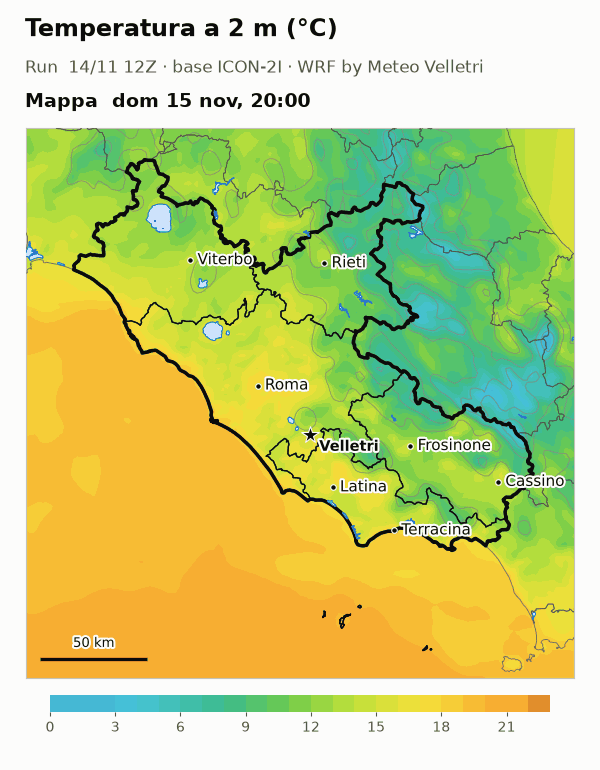 Temperatura a 2 m (°C)
Run 14/11 12Z · base ICON-2I · WRF by Meteo Velletri
Mappa dom 15 nov, 20:00
Viterbo
Rieti
Roma
Velletri
Frosinone
Cassino
Latina
Terracina
50 km
0 3 6 9 12 15 18 21